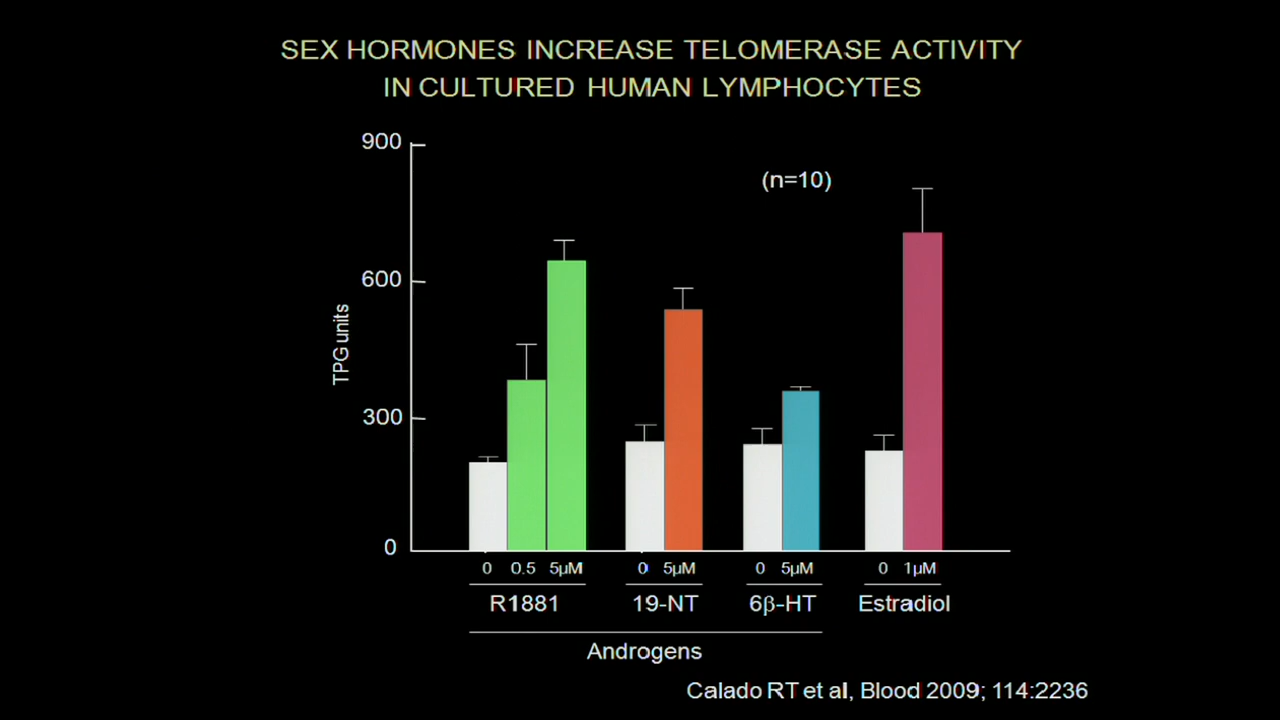 SEX HORMONES INCREASE TELOMERASE ACTIVITY
IN CULTURED HUMAN LYMPHOCYTES
900
(n=10)
600
TPG units
300
0
0 0.5 5µM 0 5µM 0 5µM 0 1µM
R1881 19-NT 6β-HT Estradiol
Androgens
Calado RT et al, Blood 2009; 114:2236